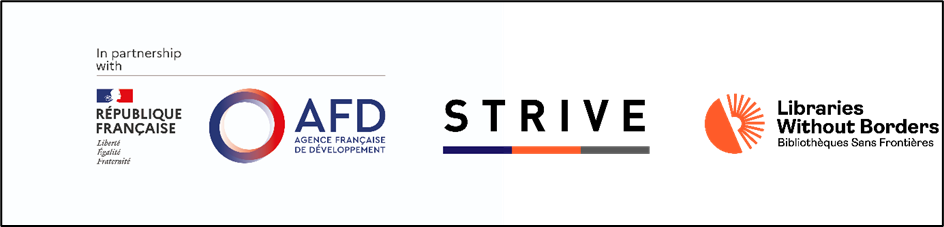 In partnership
with
RÉPUBLIQUE
FRANÇAISE
Liberté
Égalité
Fraternité
AFD
AGENCE FRANÇAISE
DE DÉVELOPPEMENT
STRIVE
Libraries
Without Borders
Bibliothèques Sans Frontières